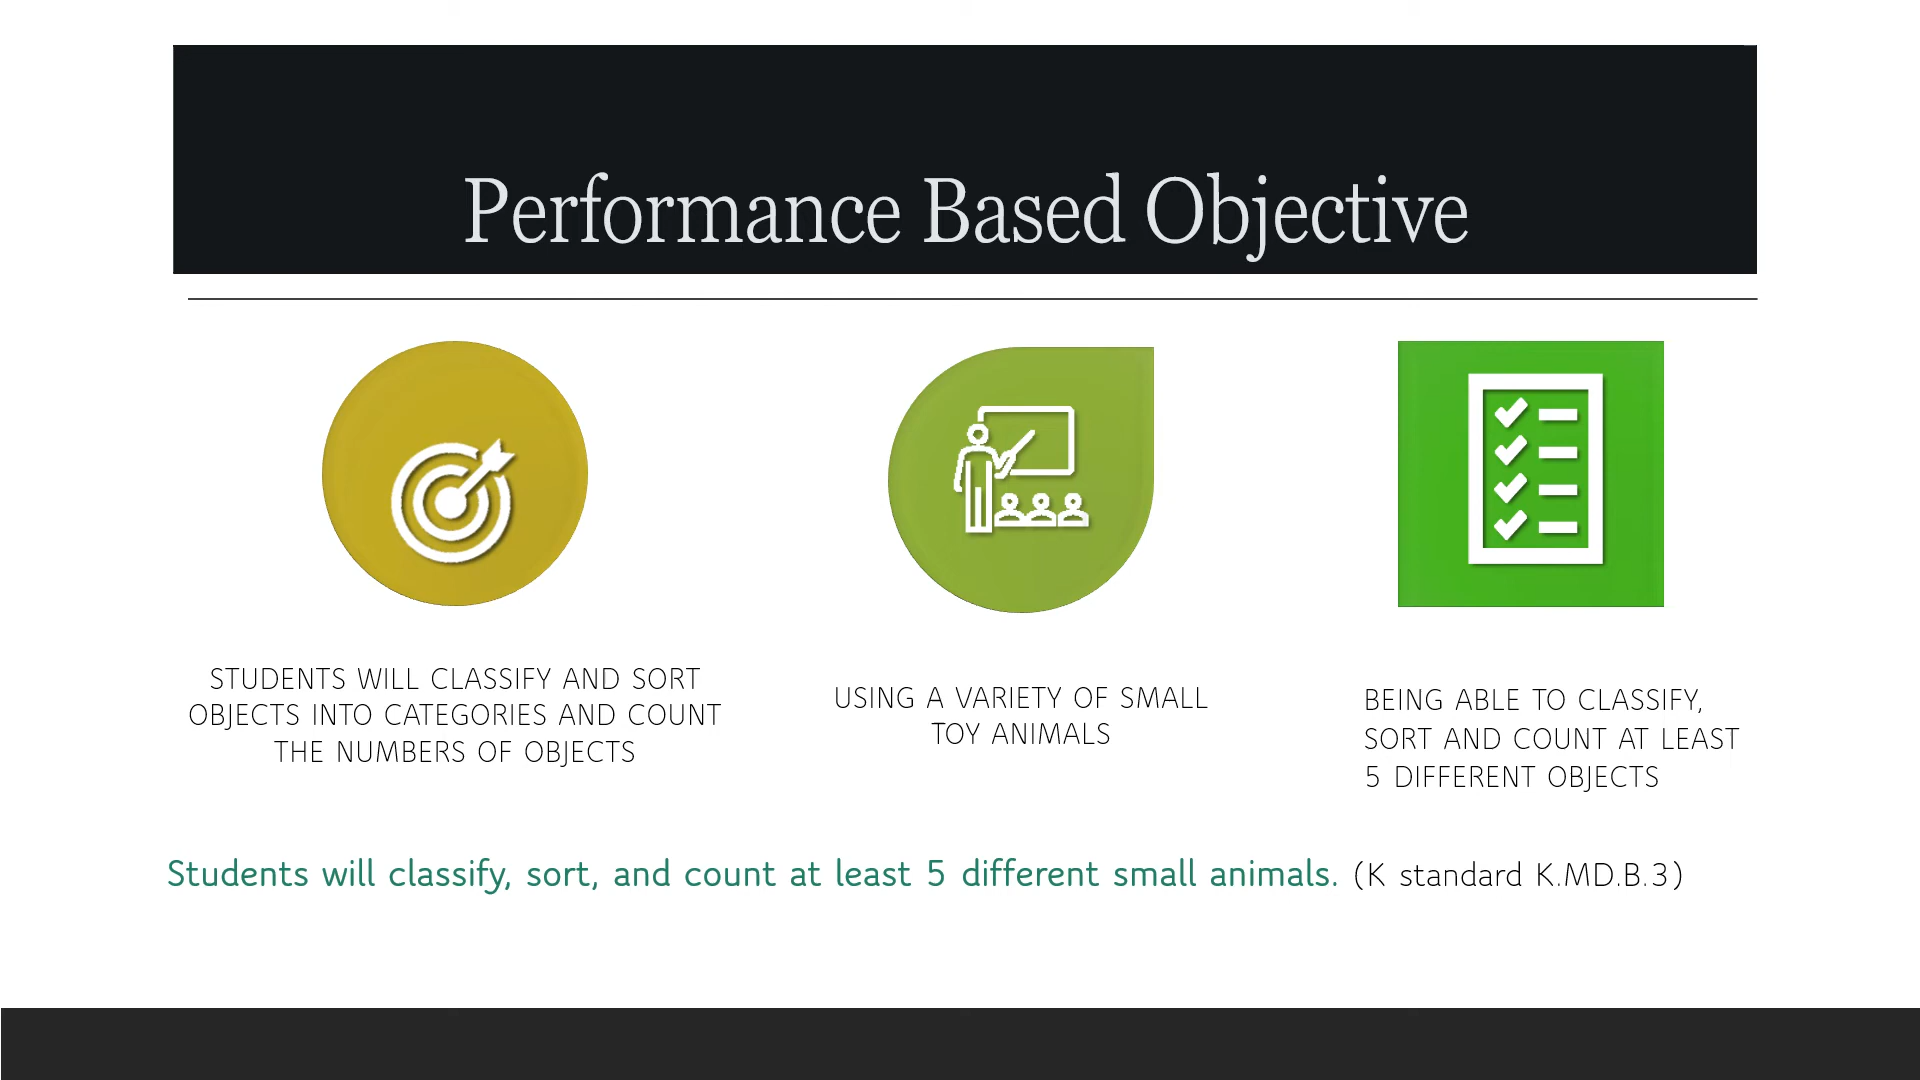 Performance Based Objective
STUDENTS WILL CLASSIFY AND SORT
OBJECTS INTO CATEGORIES AND COUNT
THE NUMBERS OF OBJECTS
USING A VARIETY OF SMALL
TOY ANIMALS
BEING ABLE TO CLASSIFY,
SORT AND COUNT AT LEAST
5 DIFFERENT OBJECTS
Students will classify, sort, and count at least 5 different small animals. (K standard K.MD.B.3)